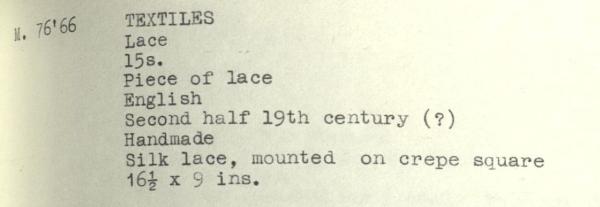 M. 76'66
TEXTILES
Lace
15s.
Piece of lace
English
Second half 19th century (?)
Handmade
Silk lace, mounted on crepe square
16½ x 9 ins.